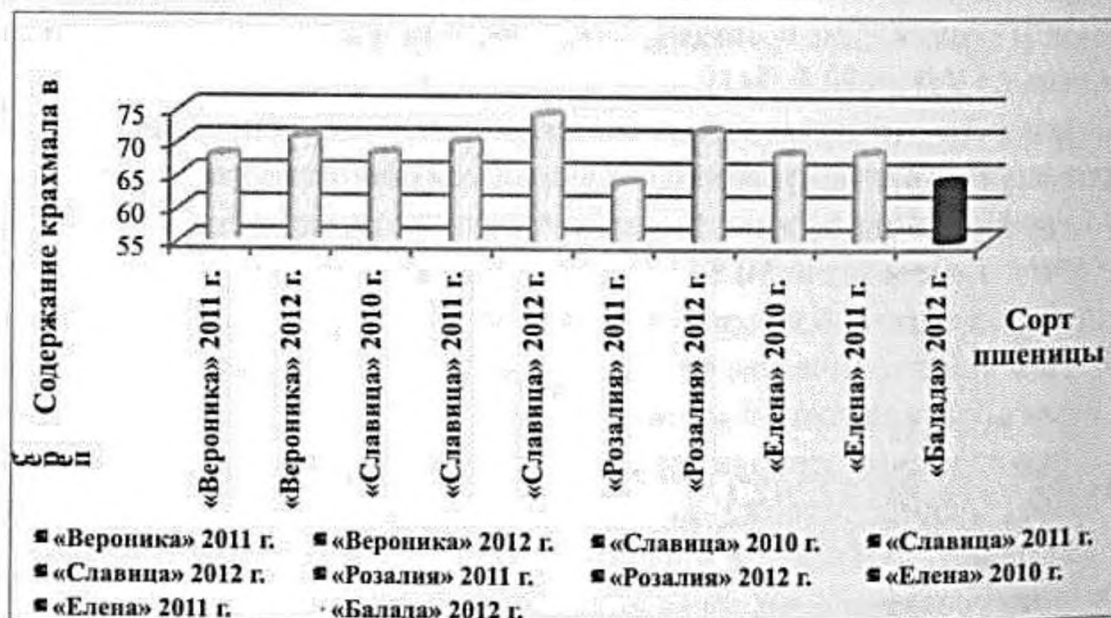 Содержание крахмала в
75
70
65
60
55
«Вероника» 2011 г.
«Вероника» 2012 г.
«Славица» 2010 г.
«Славица» 2011 г.
«Славица» 2012 г.
«Розалия» 2011 г.
«Розалия» 2012 г.
«Елена» 2010 г.
«Елена» 2011 г.
«Балада» 2012 г.
Сорт
пшеницы
«Вероника» 2011 г. «Вероника» 2012 г. «Славица» 2010 г. «Славица» 2011 г.
«Славица» 2012 г. «Розалия» 2011 г. «Розалия» 2012 г. «Елена» 2010 г.
«Елена» 2011 г. «Балада» 2012 г.